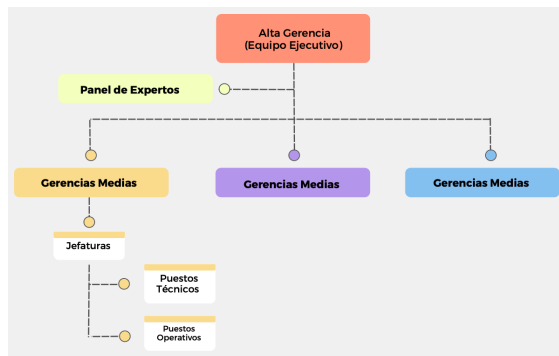 Alta Gerencia
(Equipo Ejecutivo)
Panel de Expertos
Gerencias Medias
Gerencias Medias
Gerencias Medias
Jefaturas
Puestos
Técnicos
Puestos
Operativos